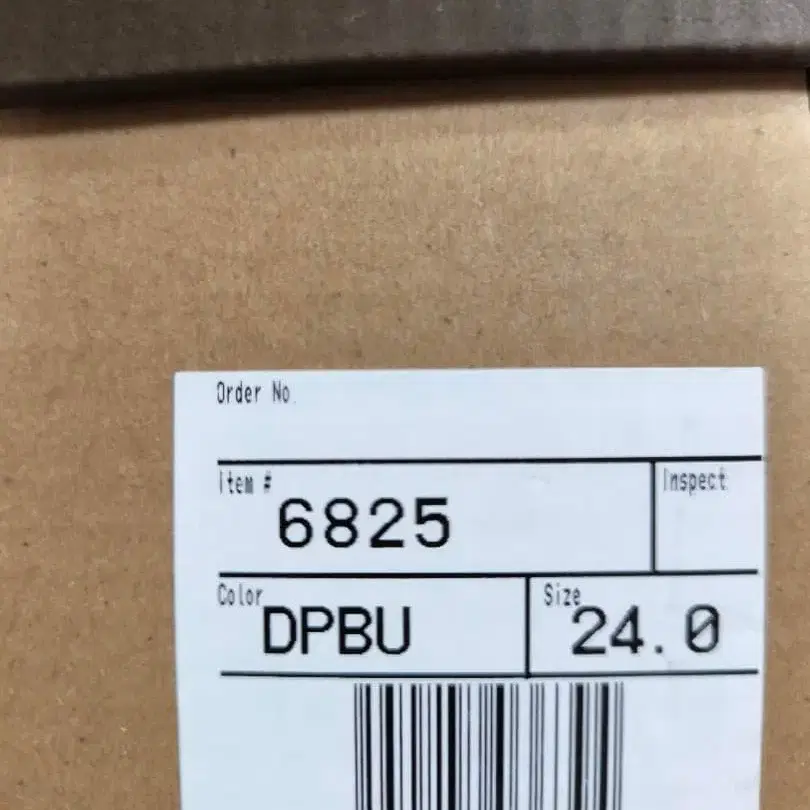 Order No.
Item # 6825 Inspect
Color DPBU Size 24.0